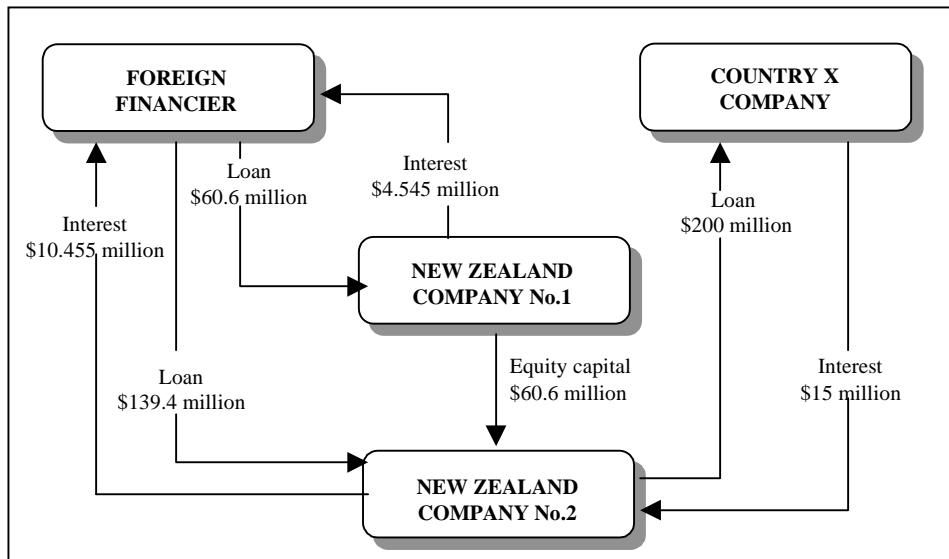 FOREIGN
FINANCIER
COUNTRY X
COMPANY
Loan
$60.6 million
Interest
$4.545 million
Loan
$200 million
Interest
$10.455 million
NEW ZEALAND
COMPANY No.1
Loan
$139.4 million
Equity capital
$60.6 million
Interest
$15 million
NEW ZEALAND
COMPANY No.2